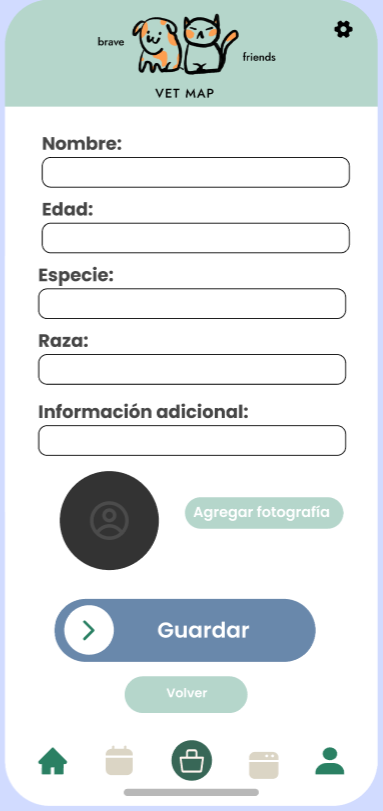 brave
friends
VET MAP
Nombre:
Edad:
Especie:
Raza:
Información adicional:
Agregar fotografía
Guardar
Volver